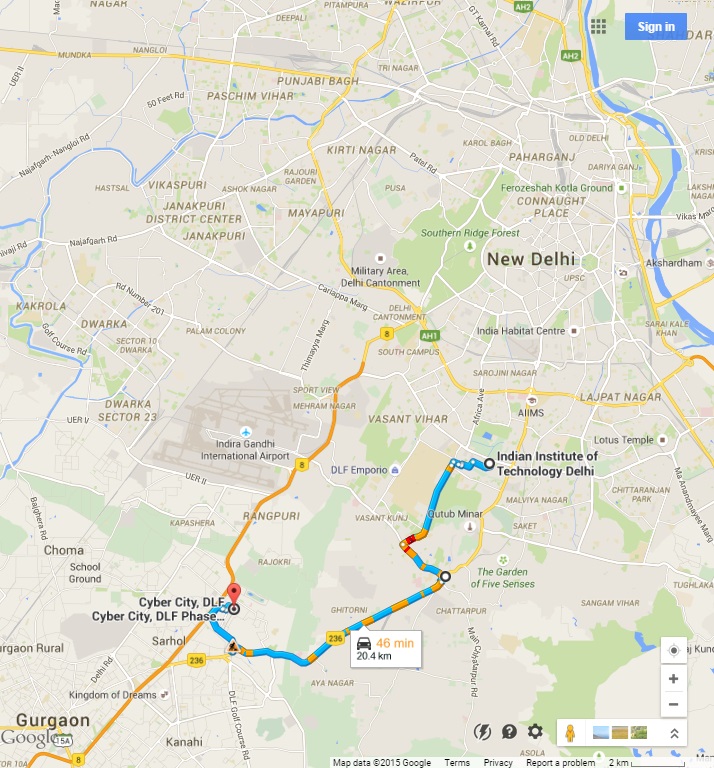 PITAMPURA
WAZIRPUR
AH2
Sign in
DEEPALI
GT Karnal Rd
AH2
MUNDKA
NANGLOI
TRI NAGAR
UER II
PUNJABI BAGH
PASCHIM VIHAR
50 Feet Rd
OLD DELHI
Najafgarh-Nangloi Rd
KIRTI NAGAR
KAROL BAGH
Patel Rd
PAHARGANJ
DARIYA GANJ
RAJOURI
GARDEN
HASTSAL
VIKASPURI
ASHOK NAGAR
PUSA
Ferozeshah Kotla Ground
JANAKPURI
DISTRICT CENTER
MAYAPURI
CONNAUGHT
PLACE
Vikas Marg
JANAKPURI
Najafgarh Rd
Southern Ridge Forest
New Delhi
Akshardham
Military Area,
Delhi Cantonment
UPSC
Rd Number 201
Cariappa Marg
KAKROLA
DELHI
CANTONMENT
DWARKA
PALAM COLONY
Thimayya Marg
8
AH1
India Habitat Centre
SARAI KALE
KHAN
Golf Course Rd
SECTOR 10
DWARKA
SOUTH CAMPUS
SAROJINI NAGAR
SPORT VIEW
Africa Ave
LAJPAT NAGAR
DWARKA
SECTOR 23
MEHRAM NAGAR
VASANT VIHAR
AIIMS
UER V
Indira Gandhi
International Airport
Lotus Temple
Indian Institute of
Technology Delhi
8
DLF Emporio
UER II
CHITTARANJAN
PARK
Ma Anandmayee Marg
Bajghera Rd
MALVIYA NAGAR
RANGPURI
VASANT KUNJ
Qutub Minar
SAKET
KAPASHERA
Choma
School
Ground
RAJOKRI
The Garden
of Five Senses
TUGHLAKA
Cyber City, DLF
Cyber City, DLF Phase...
GHITORNI
CHATTARPUR
SANGAM VIHAR
Sarhol
236
46 min
20.4 km
236
Delhi Rd
AYA NAGAR
Kingdom of Dreams
DLF Golf Course Rd
Gurgaon
Google
15A
Kanahi
8
Map data ©2015 Google
Terms
Privacy
Report a problem
2 km